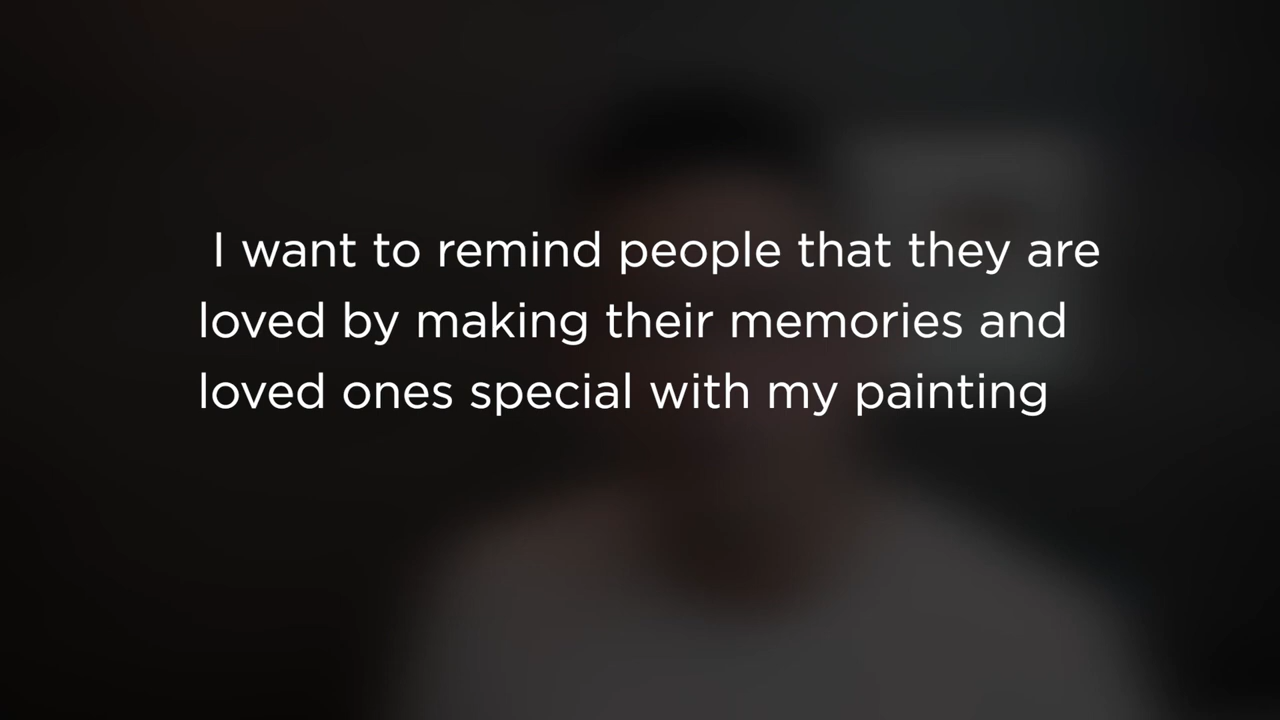 I want to remind people that they are
loved by making their memories and
loved ones special with my painting